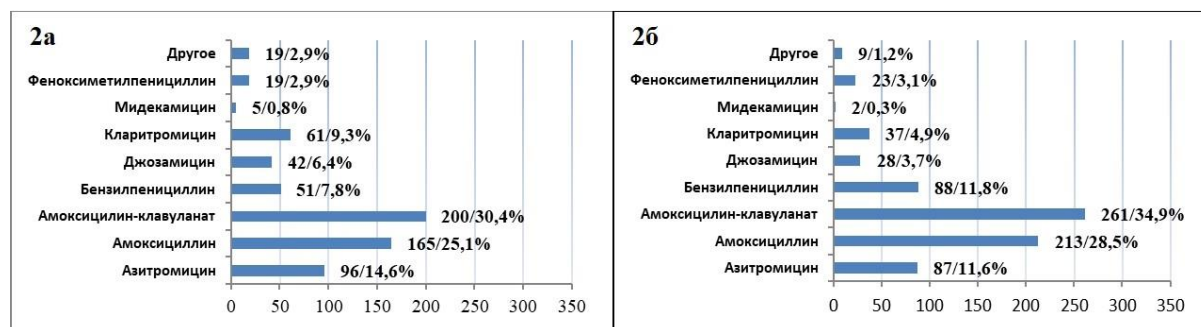 2а
Другое 19/2,9%
Феноксиметилпенициллин 19/2,9%
Мидекамицин 5/0,8%
Кларитромицин 61/9,3%
Джозамицин 42/6,4%
Бензилпенициллин 51/7,8%
Амоксицилин-клавуланат 200/30,4%
Амоксициллин 165/25,1%
Азитромицин 96/14,6%
0 50 100 150 200 250 300 350
2б
Другое 9/1,2%
Феноксиметилпенициллин 23/3,1%
Мидекамицин 2/0,3%
Кларитромицин 37/4,9%
Джозамицин 28/3,7%
Бензилпенициллин 88/11,8%
Амоксицилин-клавуланат 261/34,9%
Амоксициллин 213/28,5%
Азитромицин 87/11,6%
0 50 100 150 200 250 300 350